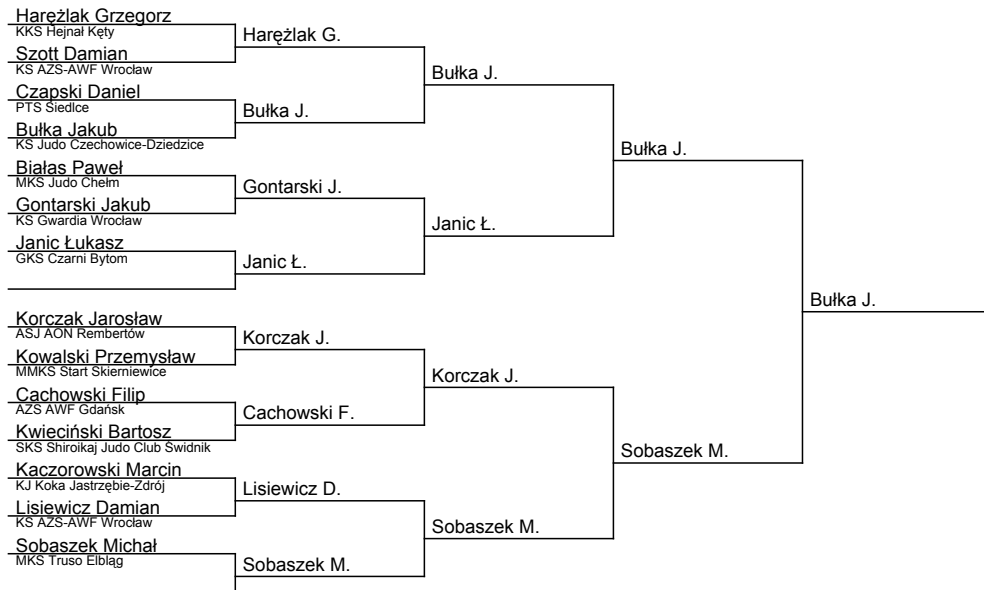 Harężlak Grzegorz
KKS Hejnał Kęty
Szott Damian
KS AZS-AWF Wrocław
Czapski Daniel
PTS Siedlce
Bułka Jakub
KS Judo Czechowice-Dziedzice
Białas Paweł
MKS Judo Chełm
Gontarski Jakub
KS Gwardia Wrocław
Janic Łukasz
GKS Czarni Bytom
Korczak Jarosław
ASJ AON Rembertów
Kowalski Przemysław
MMKS Start Skierniewice
Cachowski Filip
AZS AWF Gdańsk
Kwieciński Bartosz
SKS Shiroikaj Judo Club Świdnik
Kaczorowski Marcin
KJ Koka Jastrzębie-Zdrój
Lisiewicz Damian
KS AZS-AWF Wrocław
Sobaszek Michał
MKS Truso Elbląg
Harężlak G.
Bułka J.
Gontarski J.
Janic Ł.
Korczak J.
Cachowski F.
Lisiewicz D.
Sobaszek M.
Bułka J.
Janic Ł.
Korczak J.
Sobaszek M.
Bułka J.
Sobaszek M.
Bułka J.